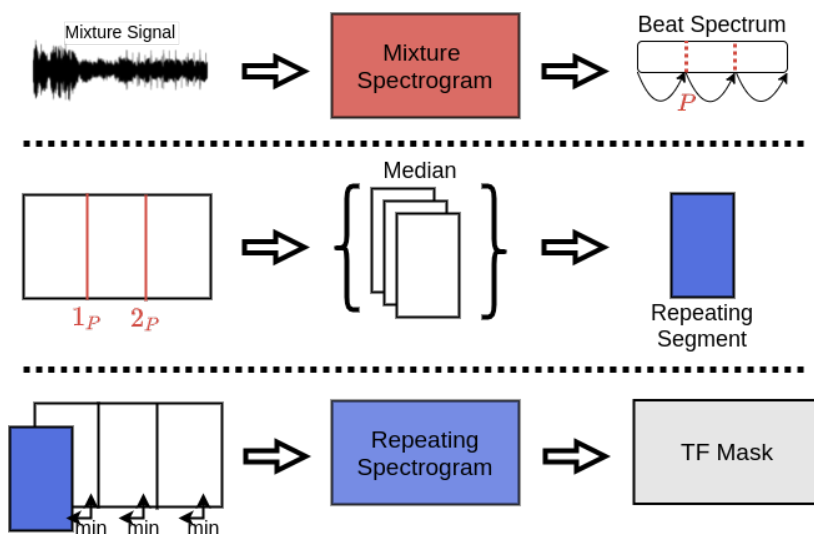 Mixture Signal
Mixture
Spectrogram
Beat Spectrum
P
Median
1P
2P
Repeating
Segment
min
min
min
Repeating
Spectrogram
TF Mask